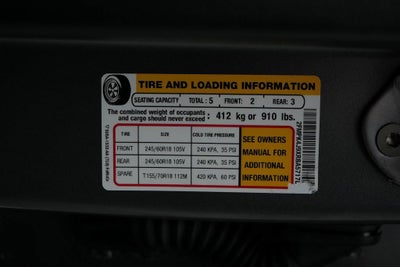 TIRE AND LOADING INFORMATION
SEATING CAPACITY TOTAL : 5 FRONT: 2 REAR: 3
The combined weight of occupants
and cargo should never exceed • 412 kg or 910 lbs.
TIRE SIZE COLD TIRE PRESSURE
FRONT 245/60R18 105V 240 KPA, 35 PSI
REAR 245/60R18 105V 240 KPA, 35 PSI
SPARE T155/70R18 112M 420 KPA, 60 PSI
SEE OWNERS
MANUAL FOR
ADDITIONAL
INFORMATION